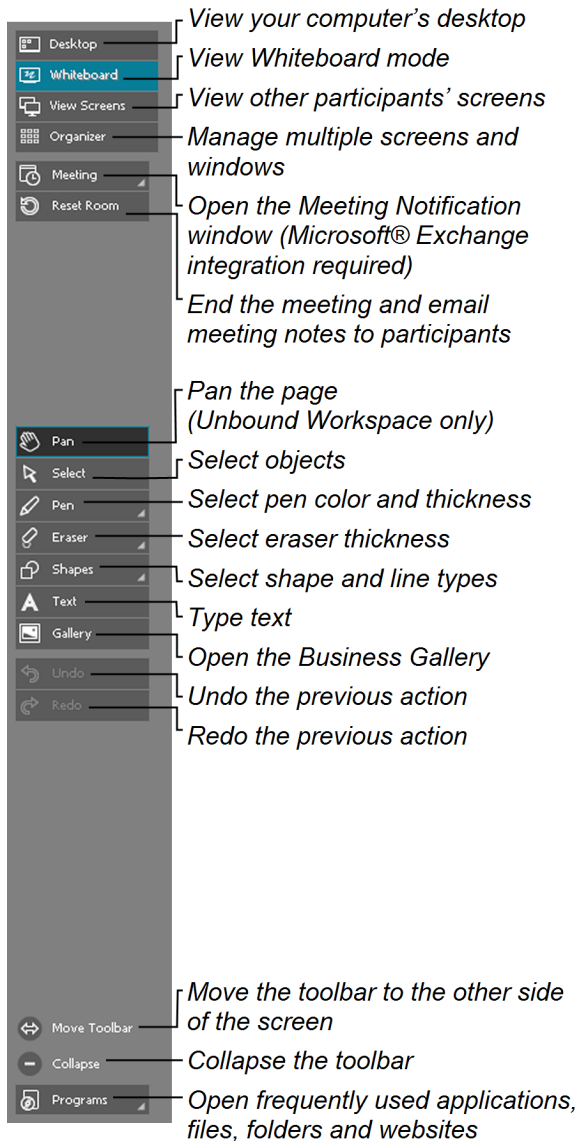 Desktop
View your computer's desktop
Whiteboard
View Whiteboard mode
View Screens
View other participants' screens
Organizer
Manage multiple screens and
windows
Meeting
Open the Meeting Notification
window (Microsoft® Exchange
integration required)
Reset Room
End the meeting and email
meeting notes to participants
Pan
Pan the page
(Unbound Workspace only)
Select
Select objects
Pen
Select pen color and thickness
Eraser
Select eraser thickness
Shapes
Select shape and line types
Text
Type text
Gallery
Open the Business Gallery
Undo
Undo the previous action
Redo
Redo the previous action
Move Toolbar
Move the toolbar to the other side
of the screen
Collapse
Collapse the toolbar
Programs
Open frequently used applications,
files, folders and websites